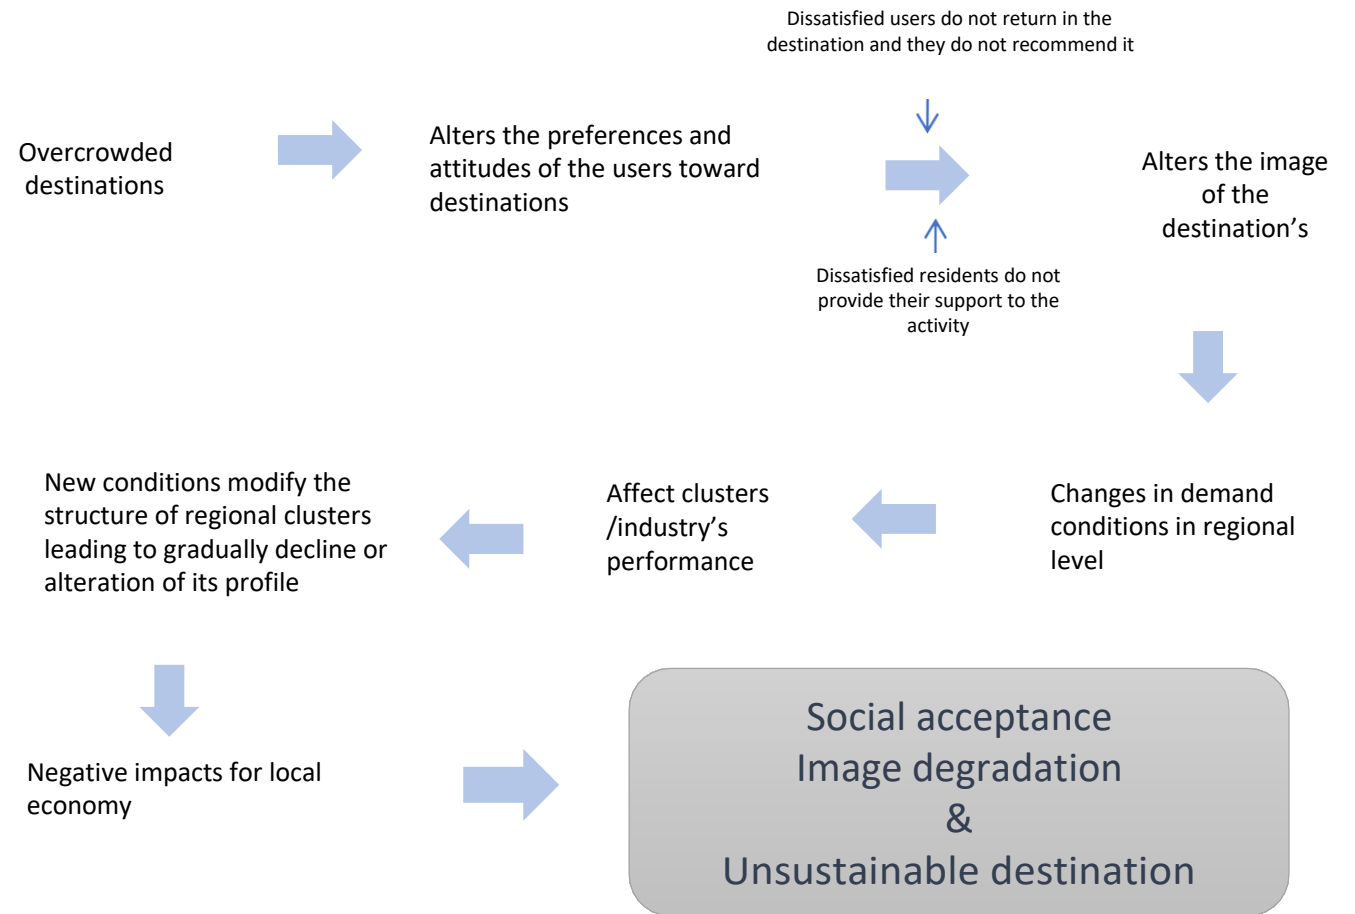 Dissatisfied users do not return in the
destination and they do not recommend it
Overcrowded
destinations
Alters the preferences and
attitudes of the users toward
destinations
Alters the image
of the
destination’s
Dissatisfied residents do not
provide their support to the
activity
Changes in demand
conditions in regional
level
Affect clusters
/industry’s
performance
New conditions modify the
structure of regional clusters
leading to gradually decline or
alteration of its profile
Negative impacts for local
economy
Social acceptance
Image degradation
&
Unsustainable destination